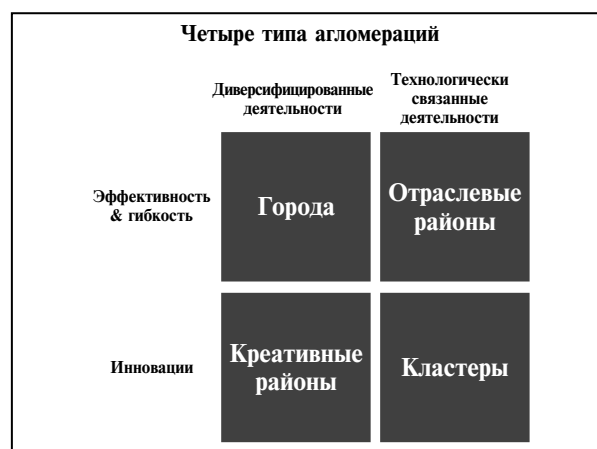 Четыре типа агломераций
Диверсифицированные
деятельности
Технологически
связанные
деятельности
Эффективность
& гибкость
Города
Отраслевые
районы
Инновации
Креативные
районы
Кластеры